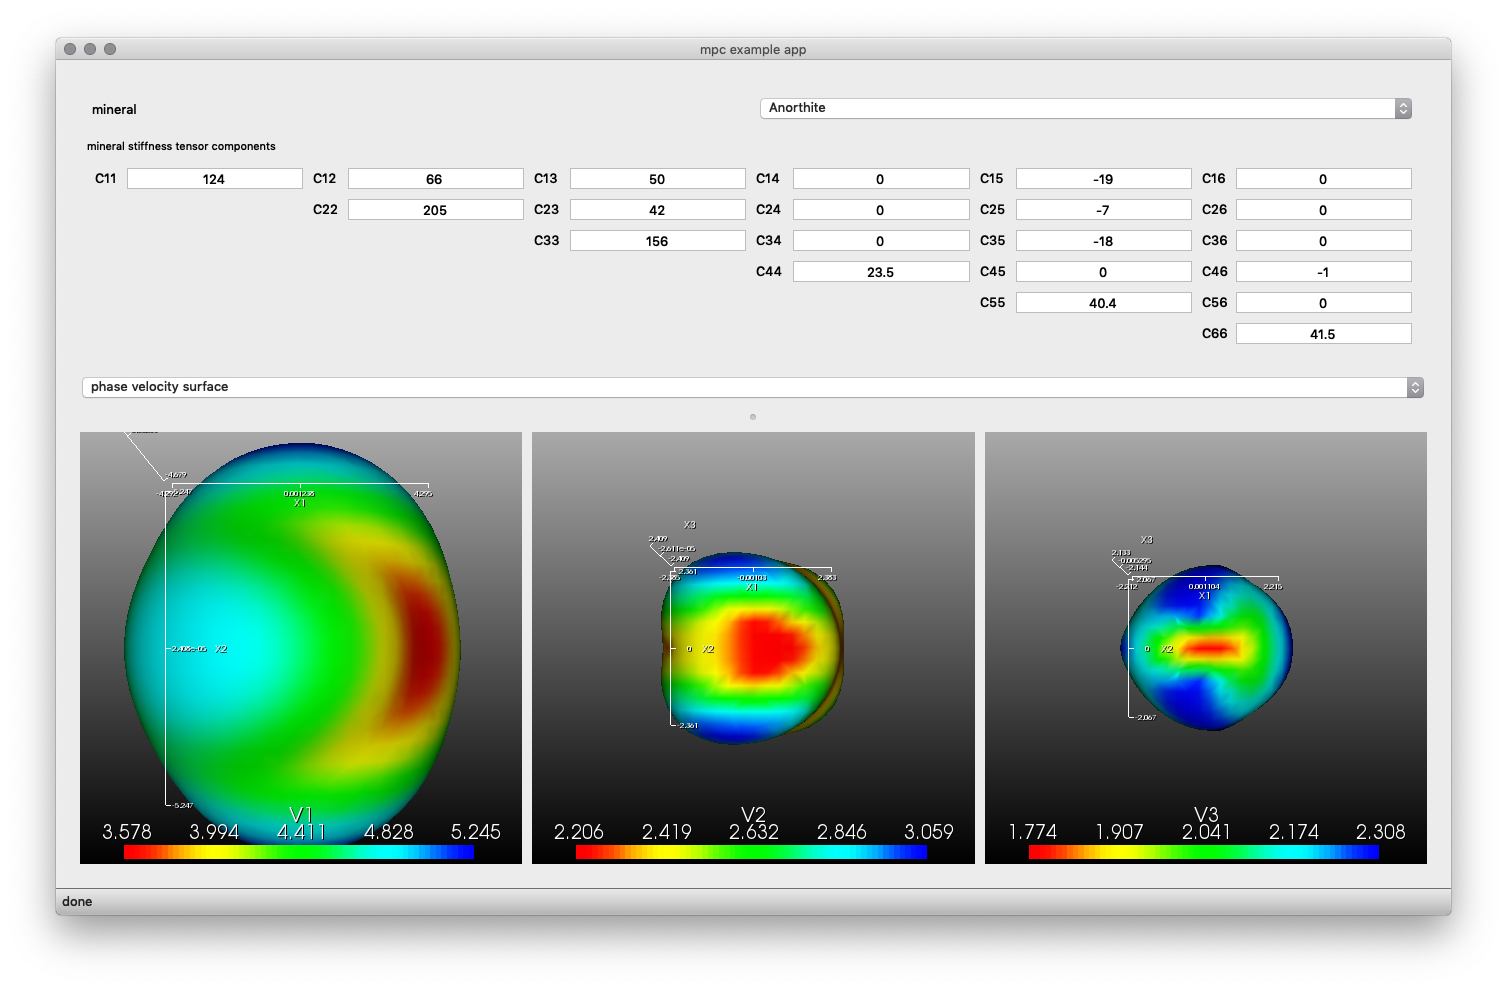 mpc example app
mineral Anorthite
mineral stiffness tensor components
C11 124 C12 66 C13 50 C14 0 C15 -19 C16 0
C22 205 C23 42 C24 0 C25 -7 C26 0
C33 156 C34 0 C35 -18 C36 0
C44 23.5 C45 0 C46 -1
C55 40.4 C56 0
C66 41.5
phase velocity surface
-4.679
0.001238 4.295
X1
-2.408e-05 X2
-5.247
V1
3.578 3.994 4.411 4.828 5.245
X3
2.409
-2.611e-05
-2.409
2.361
-2.385 -0.00103 2.383
X1
0 X2
-2.361
V2
2.206 2.419 2.632 2.846 3.059
X3
2.133
-0.005295
-2.144
2.067
-2.212 0.001104 2.215
X1
0 X2
-2.067
V3
1.774 1.907 2.041 2.174 2.308
done